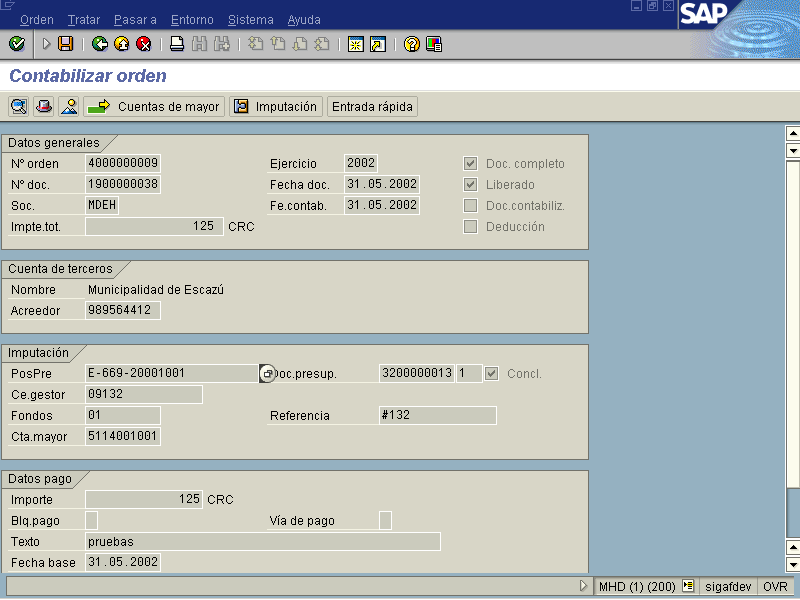 Orden Tratar Pasar a Entorno Sistema Ayuda
SAP
Contabilizar orden
Cuentas de mayor Imputación Entrada rápida
Datos generales
Nº orden 4000000009 Ejercicio 2002 Doc. completo
Nº doc. 1900000038 Fecha doc. 31.05.2002 Liberado
Soc. MDEH Fe.contab. 31.05.2002 Doc.contabiliz.
Impte.tot. 125 CRC Deducción
Cuenta de terceros
Nombre Municipalidad de Escazú
Acreedor 989564412
Imputación
PosPre E-669-20001001 Doc.presup. 3200000013 1 Concl.
Ce.gestor 09132
Fondos 01 Referencia #132
Cta.mayor 5114001001
Datos pago
Importe 125 CRC
Blq.pago Vía de pago
Texto pruebas
Fecha base 31.05.2002
MHD (1) (200) sigafdev OVR